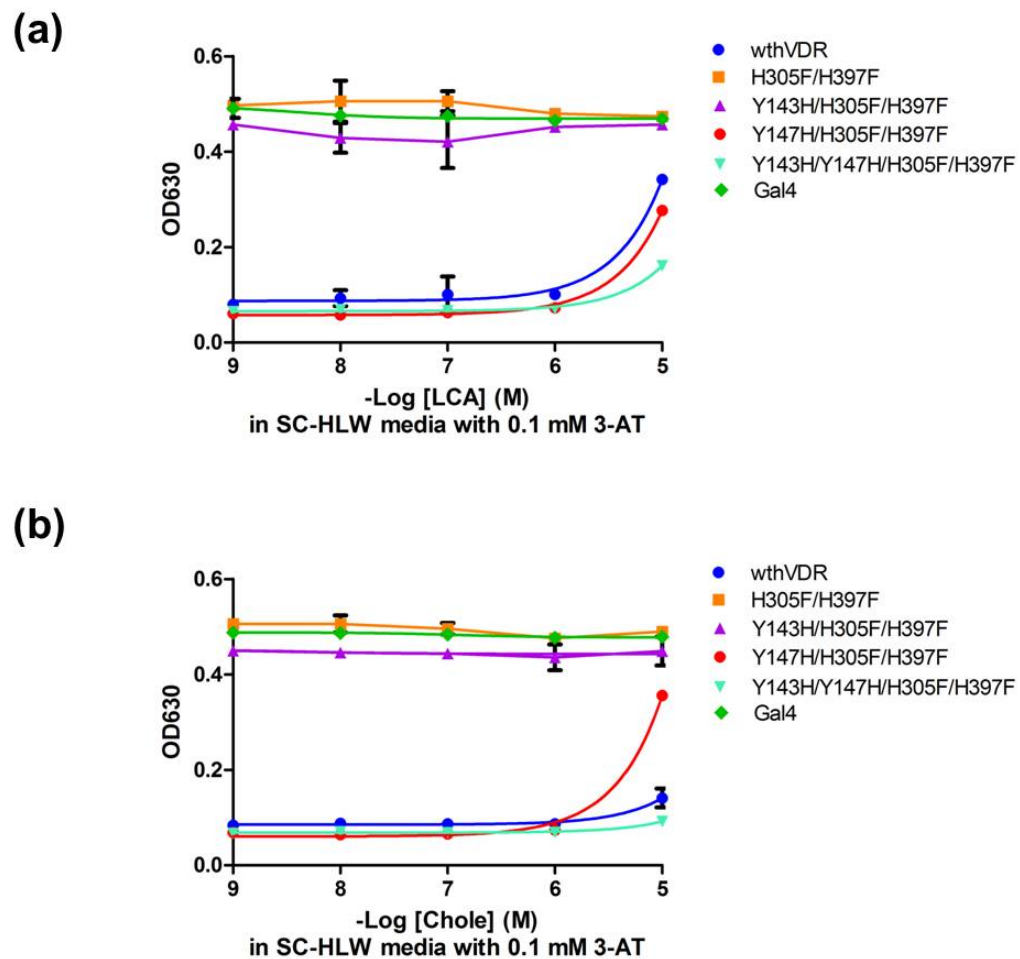 (a)
0.6
0.4
0.2
0.0
OD630
9 8 7 6 5
-Log [LCA] (M)
in SC-HLW media with 0.1 mM 3-AT
wthVDR
H305F/H397F
Y143H/H305F/H397F
Y147H/H305F/H397F
Y143H/Y147H/H305F/H397F
Gal4
(b)
0.6
0.4
0.2
0.0
OD630
9 8 7 6 5
-Log [Chole] (M)
in SC-HLW media with 0.1 mM 3-AT
wthVDR
H305F/H397F
Y143H/H305F/H397F
Y147H/H305F/H397F
Y143H/Y147H/H305F/H397F
Gal4